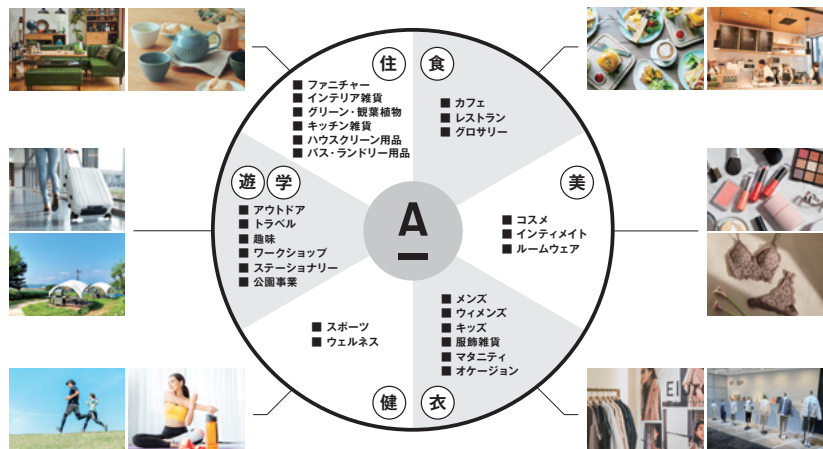 住
ファニチャー
インテリア雑貨
グリーン・観葉植物
キッチン雑貨
ハウスクリーン用品
バス・ランドリー用品
食
カフェ
レストラン
グロサリー
遊 学
アウトドア
トラベル
趣味
ワークショップ
ステーショナリー
公園事業
A
美
コスメ
インティメイト
ルームウェア
スポーツ
ウェルネス
健
メンズ
ウィメンズ
キッズ
服飾雑貨
マタニティ
オケージョン
衣